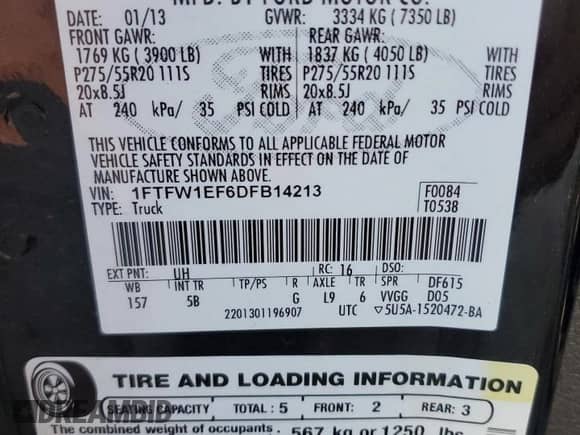 MFD. BY FORD MOTOR CO.
DATE: 01/13 GVWR: 3334 KG ( 7350 LB)
FRONT GAWR: REAR GAWR:
1769 KG ( 3900 LB) WITH 1837 KG ( 4050 LB) WITH
P275/55R20 111S TIRES P275/55R20 111S TIRES
20x8.5J RIMS 20x8.5J RIMS
AT 240 kPa/ 35 PSI COLD AT 240 kPa/ 35 PSI COLD
THIS VEHICLE CONFORMS TO ALL APPLICABLE FEDERAL MOTOR
VEHICLE SAFETY STANDARDS IN EFFECT ON THE DATE OF
MANUFACTURE SHOWN ABOVE.
VIN: 1FTFW1EF6DFB14213 F0084
TYPE: Truck T0538
EXT PNT: UH RC: 16 DSO:
WB INT TR TP/PS R AXLE TR SPR DF615
157 5B G L9 6 VVGG D05
2201301196907 UTC ▽5U5A-1520472-BA
TIRE AND LOADING INFORMATION
SEATING CAPACITY TOTAL : 5 FRONT: 2 REAR: 3
The combined weight of occupants 567 kg or 1250 lbs
DREAMBID